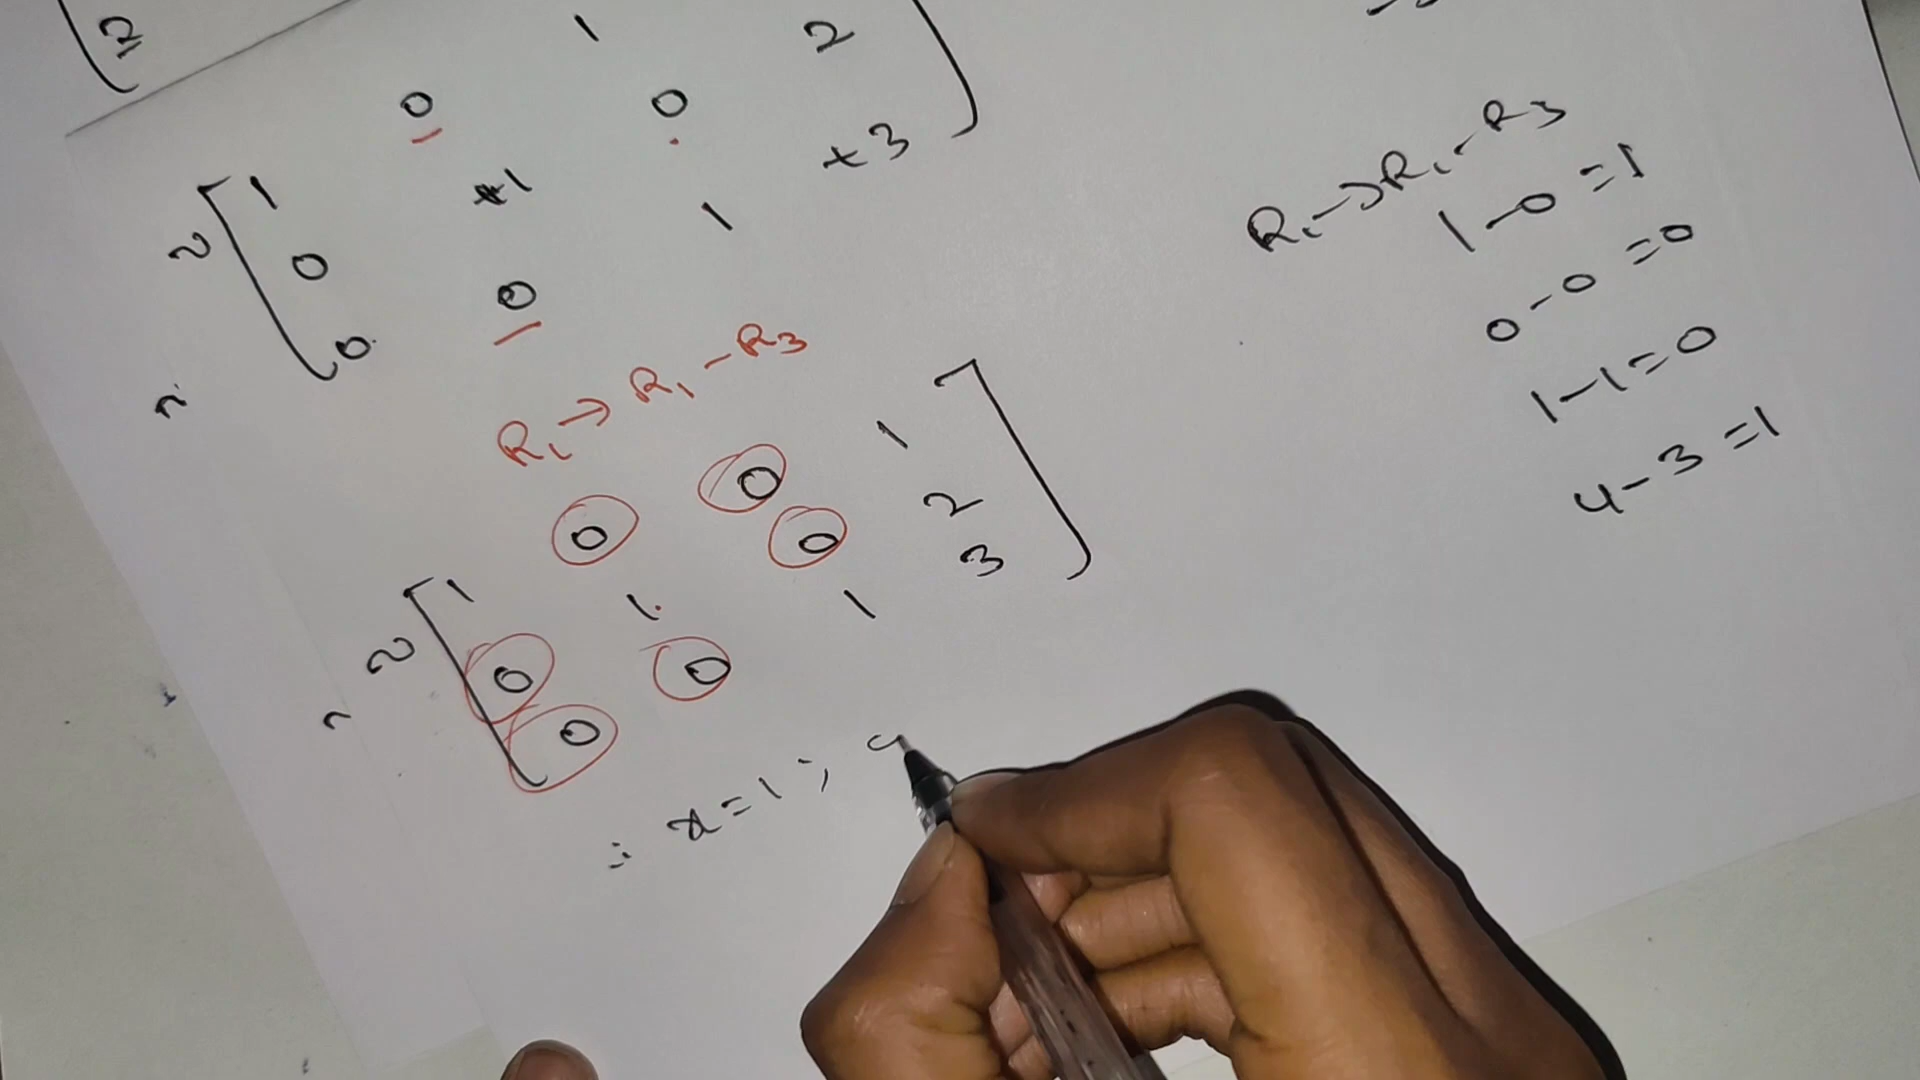 2
1 0 1
0 +1 0 2
0 0 1 +3
R1 → R1 - R3
1 0 0 1
0 1 0 2
0 0 1 3
∴ x = 1 ;
R1 → R1 - R3
1 - 0 = 1
0 - 0 = 0
1 - 1 = 0
4 - 3 = 1